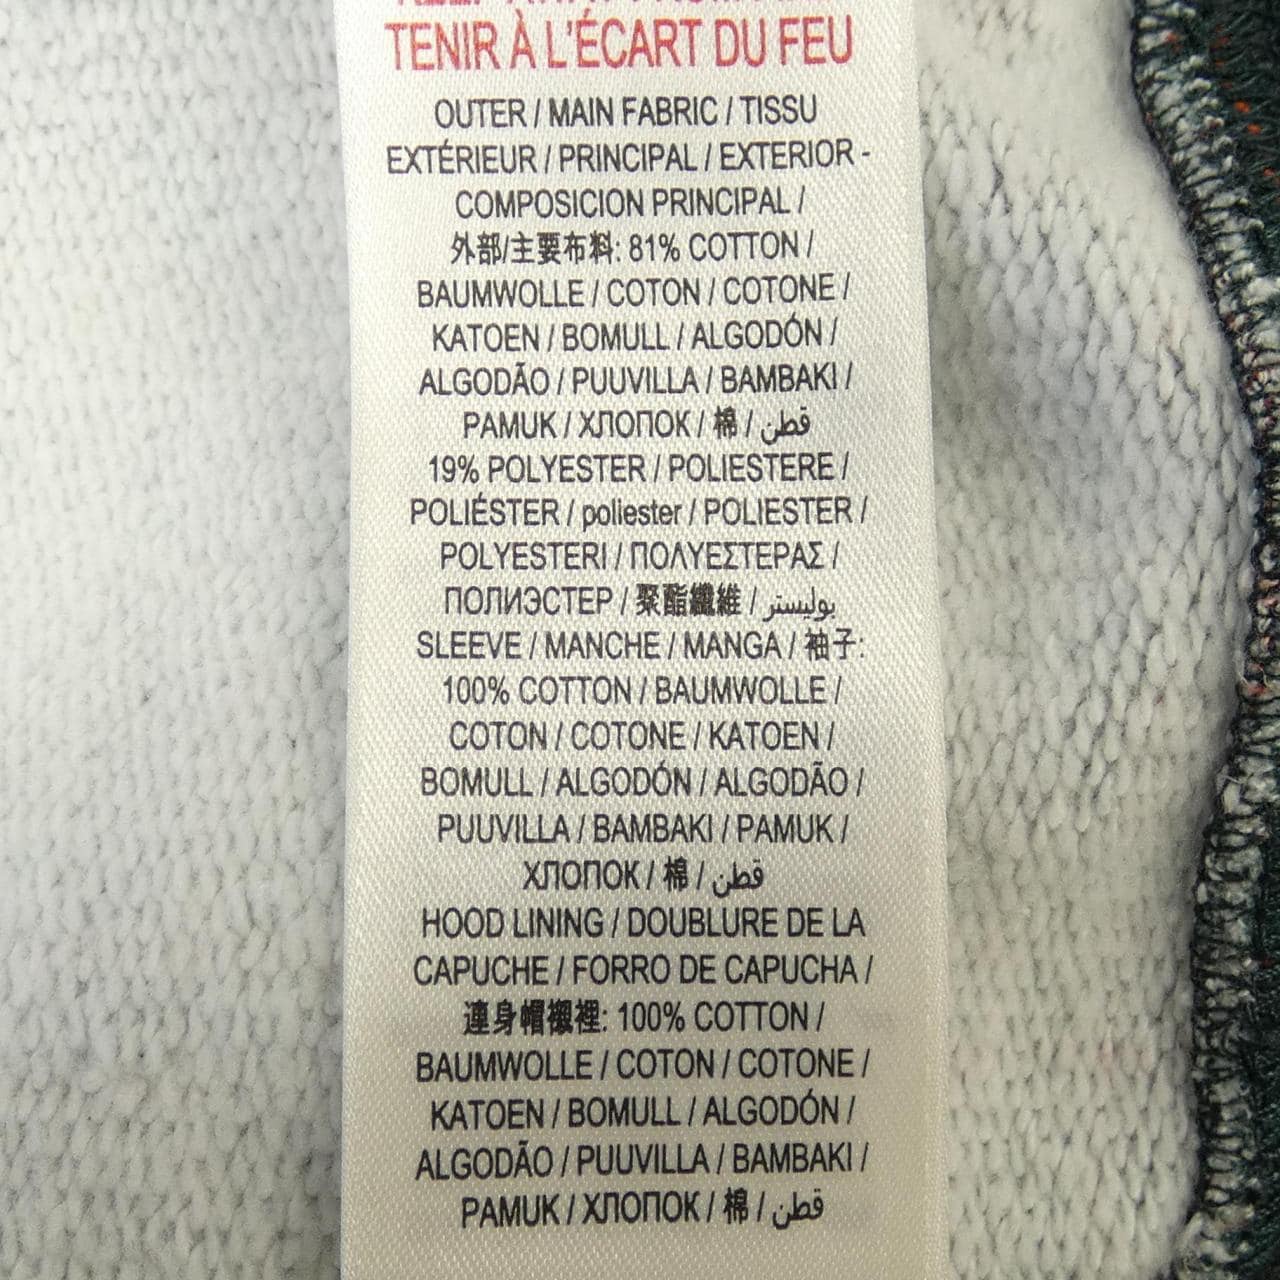 TENIR À L'ÉCART DU FEU
OUTER / MAIN FABRIC / TISSU
EXTÉRIEUR / PRINCIPAL / EXTERIOR -
COMPOSICION PRINCIPAL /
外部/主要布料: 81% COTTON /
BAUMWOLLE / COTON / COTONE /
KATOEN / BOMULL / ALGODÓN /
ALGODÃO / PUUVILLA / BAMBAKI /
PAMUK / ХЛОПОК / 棉 / قطن
19% POLYESTER / POLIESTERE /
POLIÉSTER / poliester / POLIESTER /
POLYESTERI / ΠΟΛΥΕΣΤΕΡΑΣ /
ПОЛИЭСТЕР / 聚酯纖維 / بوليستر
SLEEVE / MANCHE / MANGA / 袖子:
100% COTTON / BAUMWOLLE /
COTON / COTONE / KATOEN /
BOMULL / ALGODÓN / ALGODÃO /
PUUVILLA / BAMBAKI / PAMUK /
ХЛОПОК / 棉 / قطن
HOOD LINING / DOUBLURE DE LA
CAPUCHE / FORRO DE CAPUCHA /
連身帽襯裡: 100% COTTON /
BAUMWOLLE / COTON / COTONE /
KATOEN / BOMULL / ALGODÓN /
ALGODÃO / PUUVILLA / BAMBAKI /
PAMUK / ХЛОПОК / 棉 / قطن